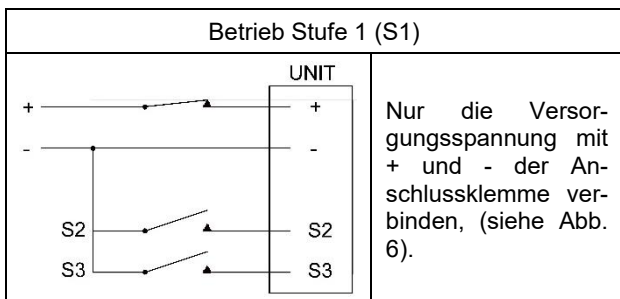 Betrieb Stufe 1 (S1)
UNIT
+ +
- -
S2 S2
S3 S3
Nur die Versor-
gungsspannung mit
+ und - der An-
schlussklemme ver-
binden, (siehe Abb.
6).